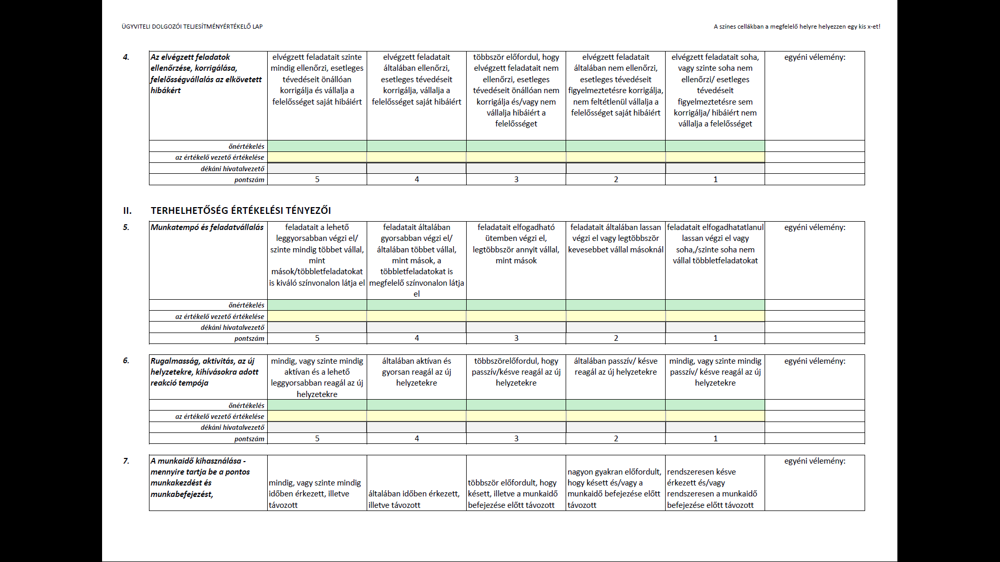 ÜGYVITELI DOLGOZÓI TELJESÍTMÉNYÉRTÉKELŐ LAP
A színes cellákban a megfelelő helyre helyezzen egy kis x-et!
4.
Az elvégzett feladatok
ellenőrzése, korrigálása,
felelősségvállalás az elkövetett
hibákért
elvégzett feladatait szinte
mindig ellenőrzi, esetleges
tévedéseit önállóan
korrigálja és vállalja a
felelősséget saját hibáiért
elvégzett feladatait
általában ellenőrzi,
esetleges tévedéseit
korrigálja, vállalja a
felelősséget saját hibáiért
többször előfordul, hogy
elvégzett feladatait nem
ellenőrzi, esetleges
tévedéseit önállóan nem
korrigálja és/vagy nem
vállalja hibáiért a
felelősséget
elvégzett feladatait
általában nem ellenőrzi,
esetleges tévedéseit
figyelmeztetésre korrigálja,
nem feltétlenül vállalja a
felelősséget saját hibáiért
elvégzett feladatait soha,
vagy szinte soha nem
ellenőrzi/ esetleges
tévedéseit
figyelmeztetésre sem
korrigálja/ hibáiért nem
vállalja a felelősséget
egyéni vélemény:
önértékelés
az értékelő vezető értékelése
dékáni hivatalvezető
pontszám 5 4 3 2 1
II. TERHELHETŐSÉG ÉRTÉKELÉSI TÉNYEZŐI
5.
Munkatempó és feladatvállalás
feladatait a lehető
leggyorsabban végzi el/
szinte mindig többet vállal,
mint
mások/többletfeladatokat
is kiváló színvonalon látja el
feladatait általában
gyorsabban végzi el/
általában többet vállal,
mint mások, a
többletfeladatokat is
megfelelő színvonalon látja
el
feladatait elfogadható
ütemben végzi el,
legtöbbször annyit vállal,
mint mások
feladatait általában lassan
végzi el vagy legtöbbször
kevesebbet vállal másoknál
feladatait elfogadhatatlanul
lassan végzi el vagy
soha,/szinte soha nem
vállal többletfeladatokat
egyéni vélemény:
önértékelés
az értékelő vezető értékelése
dékáni hivatalvezető
pontszám 5 4 3 2 1
6.
Rugalmasság, aktivitás, az új
helyzetekre, kihívásokra adott
reakció tempója
mindig, vagy szinte mindig
aktívan és a lehető
leggyorsabban reagál az új
helyzetekre
általában aktívan és
gyorsan reagál az új
helyzetekre
többszörelőfordul, hogy
passzív/késve reagál az új
helyzetekre
általában passzív/ késve
reagál az új helyzetekre
mindig, vagy szinte mindig
passzív/ késve reagál az új
helyzetekre
egyéni vélemény:
önértékelés
az értékelő vezető értékelése
dékáni hivatalvezető
pontszám 5 4 3 2 1
7.
A munkaidő kihasználása -
mennyire tartja be a pontos
munkakezdést és
munkabefejezést,
mindig, vagy szinte mindig
időben érkezett, illetve
távozott
általában időben érkezett,
illetve távozott
többször előfordult, hogy
késett, illetve a munkaidő
befejezése előtt távozott
nagyon gyakran előfordult,
hogy késett és/vagy a
munkaidő befejezése előtt
távozott
rendszeresen késve
érkezett és/vagy
rendszeresen a munkaidő
befejezése előtt távozott
egyéni vélemény: